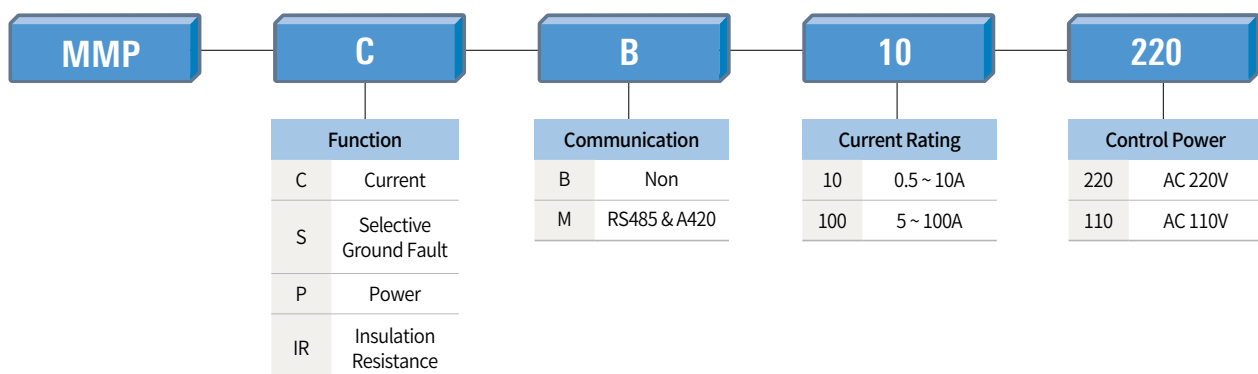 MMP C B 10 220
Function
C Current
S Selective
Ground Fault
P Power
IR Insulation
Resistance
Communication
B Non
M RS485 & A420
Current Rating
10 0.5 ~ 10A
100 5 ~ 100A
Control Power
220 AC 220V
110 AC 110V